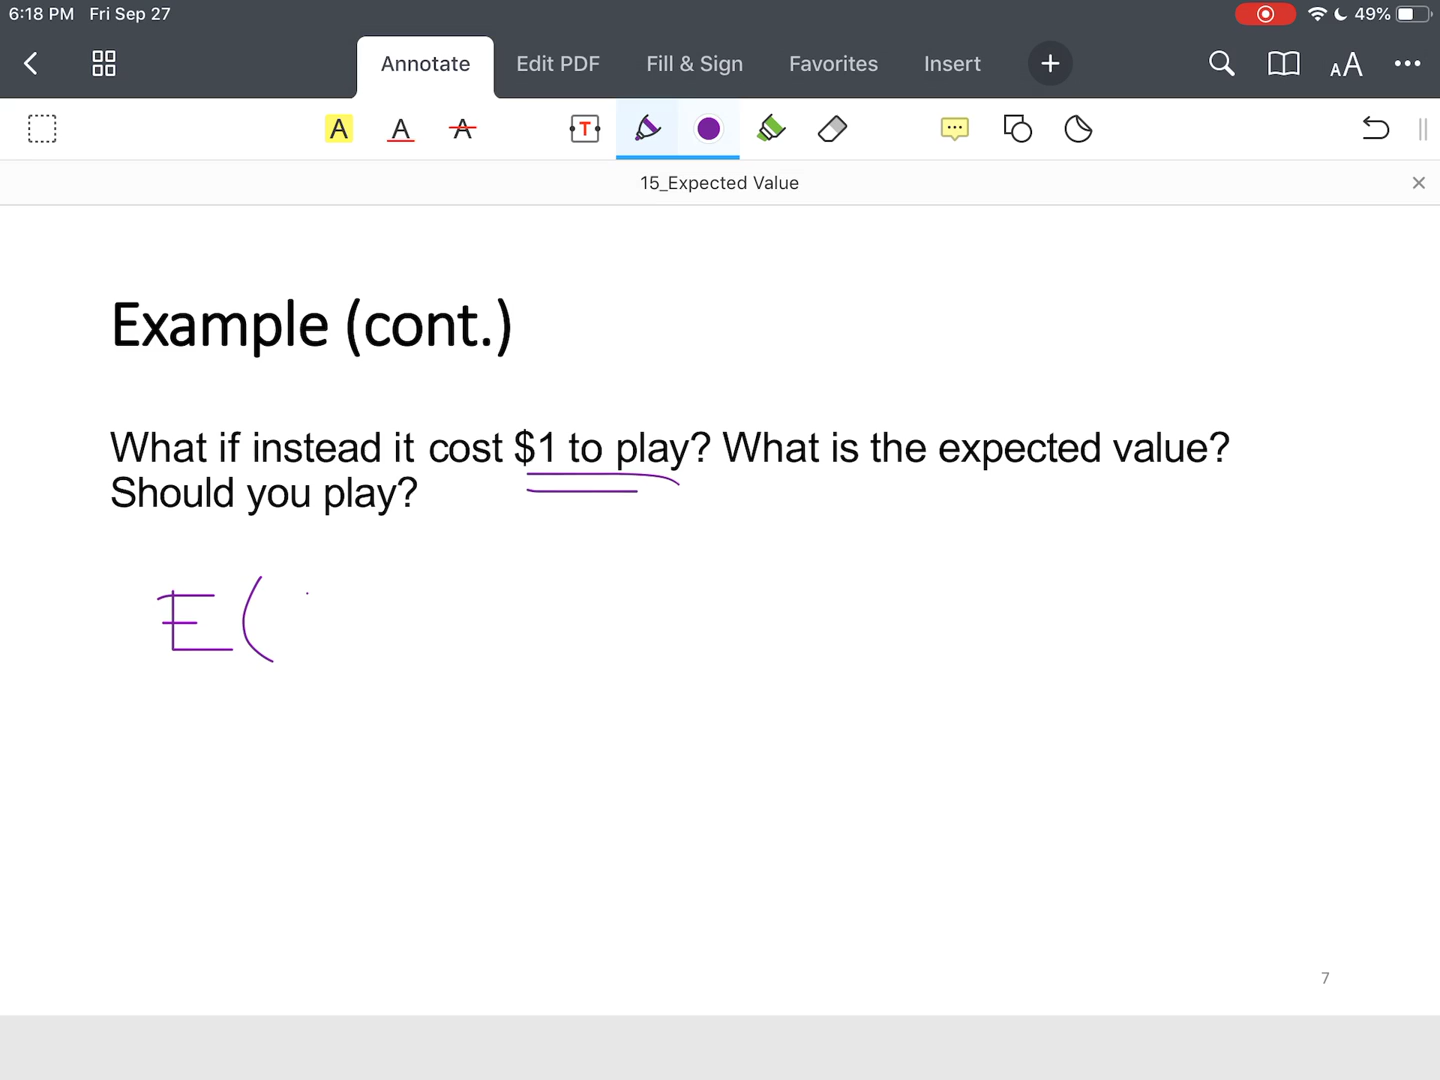 6:18 PM Fri Sep 27
49%
Annotate Edit PDF Fill & Sign Favorites Insert
A A A T AA
15_Expected Value
Example (cont.)
What if instead it cost $1 to play? What is the expected value?
Should you play?
E(
7